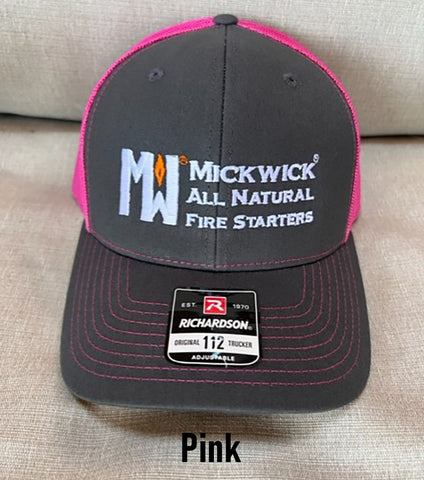 MW® MICKWICK®
ALL NATURAL
FIRE STARTERS
EST. R 1970
RICHARDSON
ORIGINAL 112 TRUCKER
ADJUSTABLE
Pink